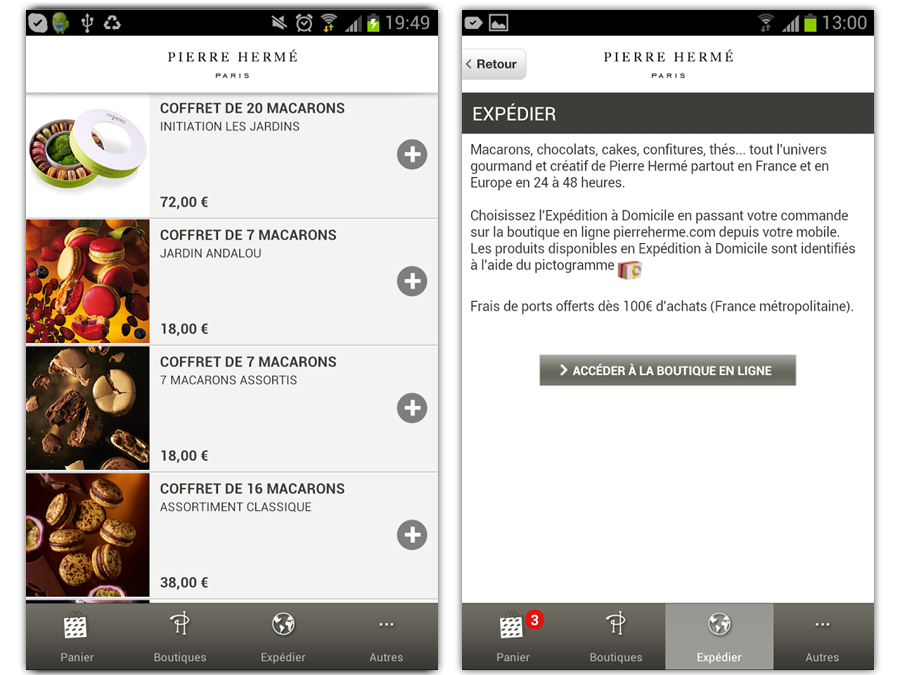 19:49
PIERRE HERMÉ
PARIS
COFFRET DE 20 MACARONS
INITIATION LES JARDINS
72,00 €
COFFRET DE 7 MACARONS
JARDIN ANDALOU
18,00 €
COFFRET DE 7 MACARONS
7 MACARONS ASSORTIS
18,00 €
COFFRET DE 16 MACARONS
ASSORTIMENT CLASSIQUE
38,00 €
Panier
Boutiques
Expédier
Autres
13:00
Retour
PIERRE HERMÉ
PARIS
EXPÉDIER
Macarons, chocolats, cakes, confitures, thés... tout l'univers
gourmand et créatif de Pierre Hermé partout en France et en
Europe en 24 à 48 heures.
Choisissez l'Expédition à Domicile en passant votre commande
sur la boutique en ligne pierreherme.com depuis votre mobile.
Les produits disponibles en Expédition à Domicile sont identifiés
à l'aide du pictogramme
Frais de ports offerts dès 100€ d'achats (France métropolitaine).
ACCÉDER À LA BOUTIQUE EN LIGNE
3
Panier
Boutiques
Expédier
Autres